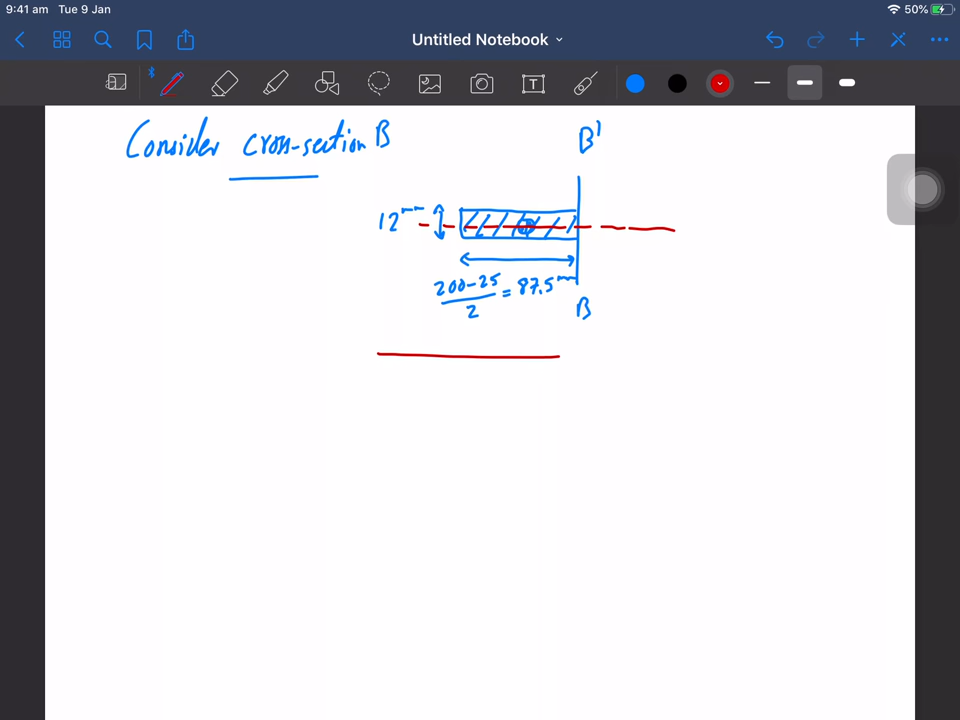 9:41 am Tue 9 Jan
50%
Untitled Notebook
T
Consider cross-section B
B'
12mm
200-25
2
= 87.5mm
B